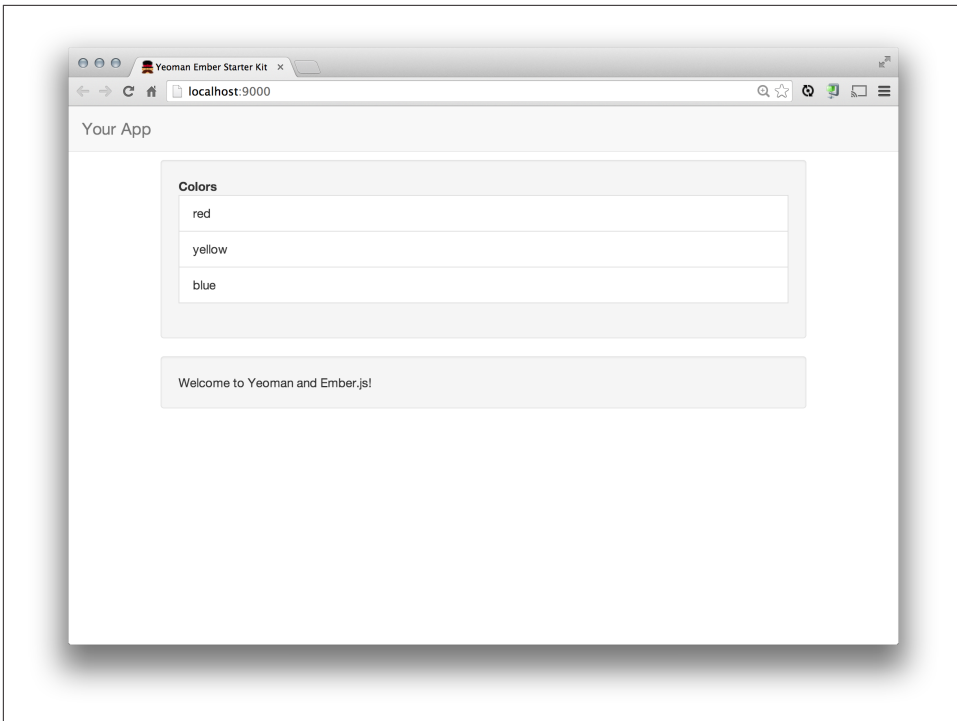 Yeoman Ember Starter Kit
localhost:9000
Your App
Colors
red
yellow
blue
Welcome to Yeoman and Ember.js!